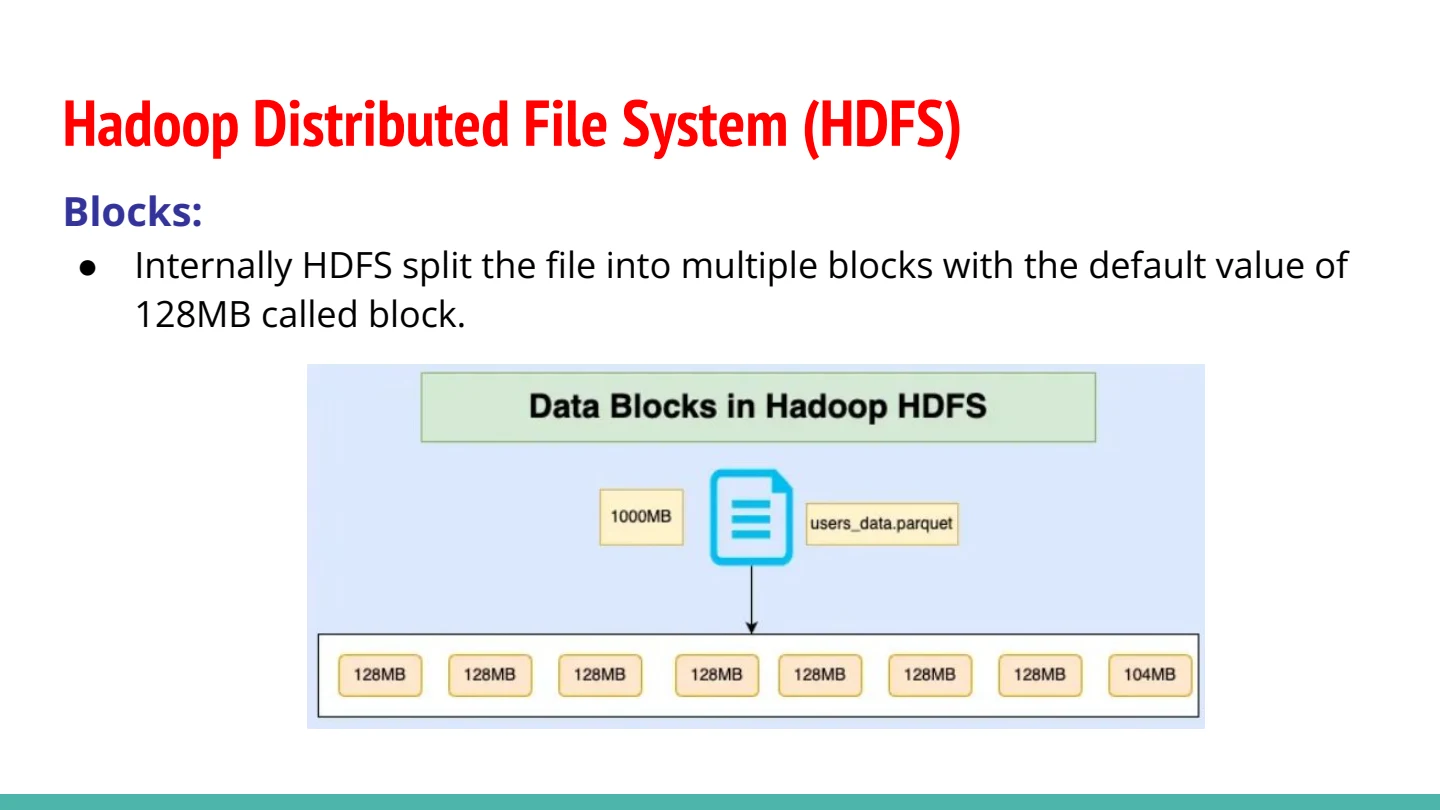 Hadoop Distributed File System (HDFS)
Blocks:
● Internally HDFS split the file into multiple blocks with the default value of
128MB called block.
Data Blocks in Hadoop HDFS
1000MB
users_data.parquet
128MB 128MB 128MB 128MB 128MB 128MB 128MB 104MB